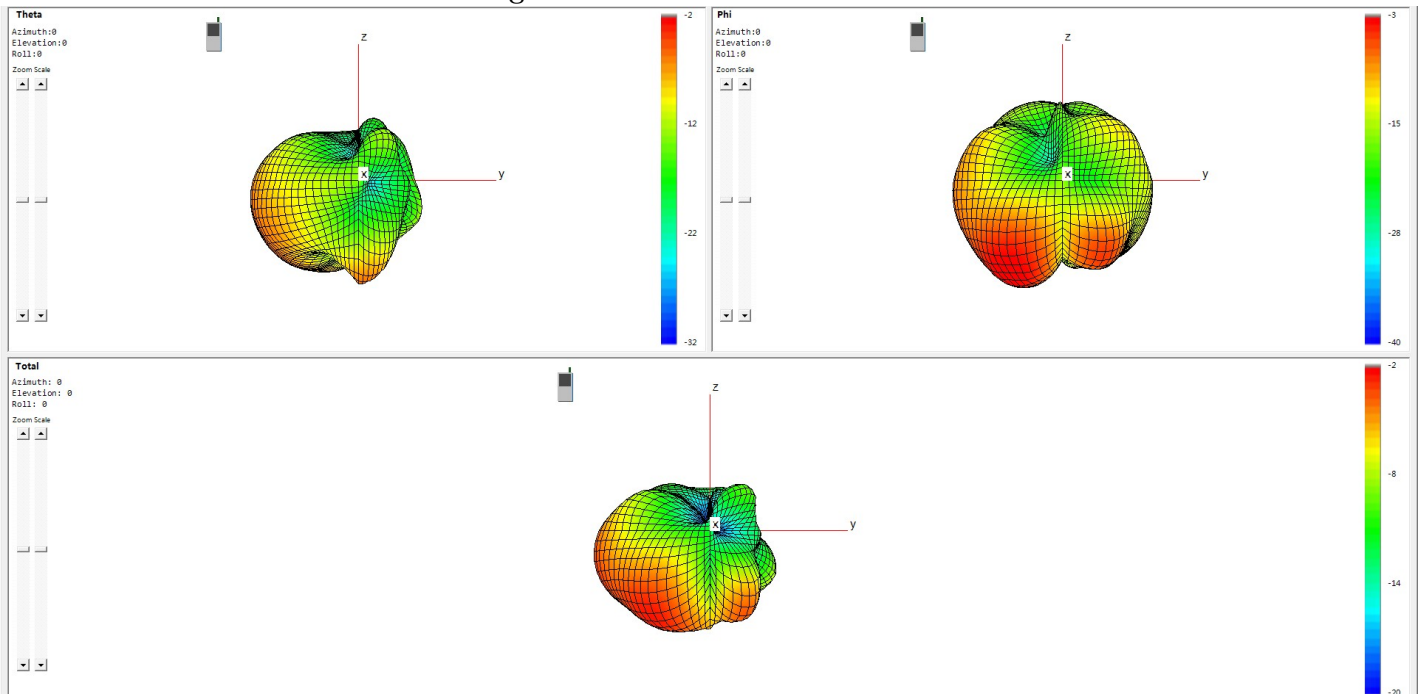 Theta
Azimuth:0
Elevation:0
Roll:0
Zoom Scale
z
x
y
-2
-12
-22
-32
Phi
Azimuth:0
Elevation:0
Roll:0
Zoom Scale
z
x
y
-3
-15
-28
-40
Total
Azimuth: 0
Elevation: 0
Roll: 0
Zoom Scale
z
x
y
-2
-8
-14
-20